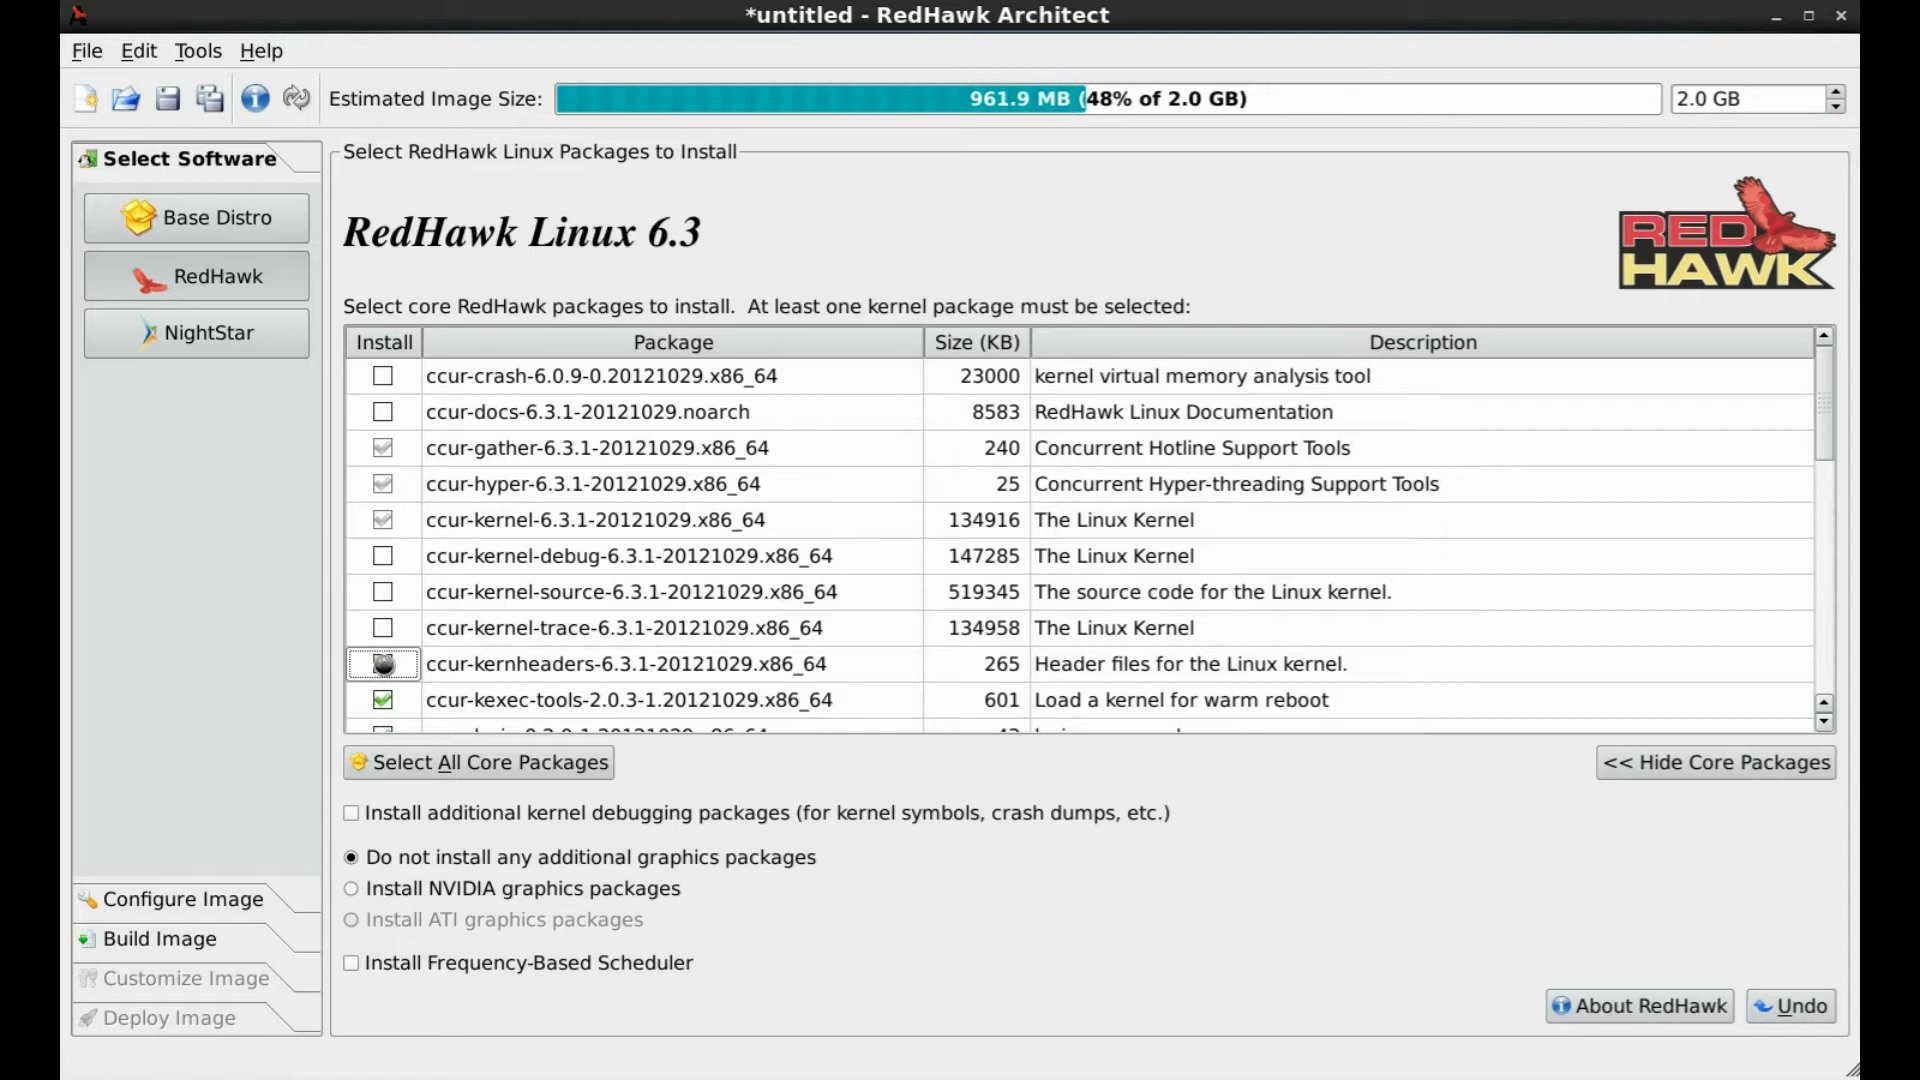 *untitled - RedHawk Architect
File Edit Tools Help
Estimated Image Size: 961.9 MB (48% of 2.0 GB) 2.0 GB
Select Software
Base Distro
RedHawk
NightStar
Configure Image
Build Image
Customize Image
Deploy Image
Select RedHawk Linux Packages to Install
RedHawk Linux 6.3
RED
HAWK
Select core RedHawk packages to install.  At least one kernel package must be selected:
Install Package Size (KB) Description
ccur-crash-6.0.9-0.20121029.x86_64 23000 kernel virtual memory analysis tool
ccur-docs-6.3.1-20121029.noarch 8583 RedHawk Linux Documentation
ccur-gather-6.3.1-20121029.x86_64 240 Concurrent Hotline Support Tools
ccur-hyper-6.3.1-20121029.x86_64 25 Concurrent Hyper-threading Support Tools
ccur-kernel-6.3.1-20121029.x86_64 134916 The Linux Kernel
ccur-kernel-debug-6.3.1-20121029.x86_64 147285 The Linux Kernel
ccur-kernel-source-6.3.1-20121029.x86_64 519345 The source code for the Linux kernel.
ccur-kernel-trace-6.3.1-20121029.x86_64 134958 The Linux Kernel
ccur-kernheaders-6.3.1-20121029.x86_64 265 Header files for the Linux kernel.
ccur-kexec-tools-2.0.3-1.20121029.x86_64 601 Load a kernel for warm reboot
Select All Core Packages
<< Hide Core Packages
Install additional kernel debugging packages (for kernel symbols, crash dumps, etc.)
Do not install any additional graphics packages
Install NVIDIA graphics packages
Install ATI graphics packages
Install Frequency-Based Scheduler
About RedHawk
Undo